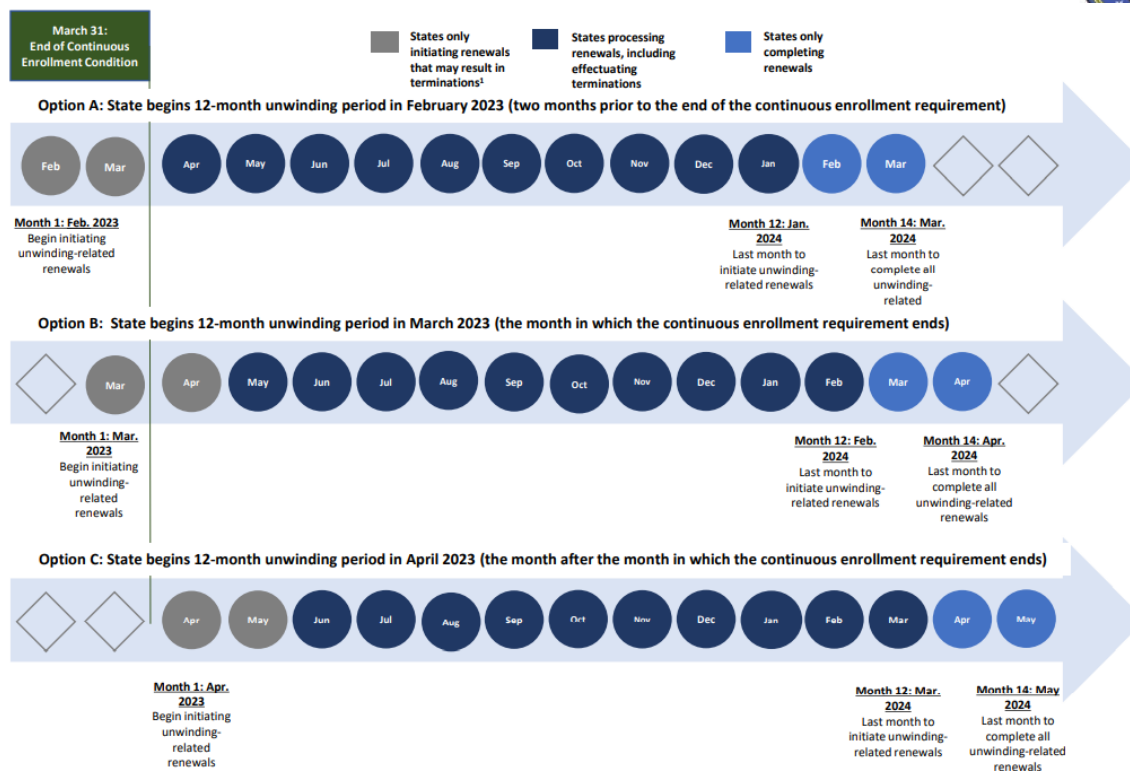 March 31:
End of Continuous
Enrollment Condition
States only
initiating renewals
that may result in
terminations¹
States processing
renewals, including
effectuating
terminations
States only
completing
renewals
Option A: State begins 12-month unwinding period in February 2023 (two months prior to the end of the continuous enrollment requirement)
Feb Mar Apr May Jun Jul Aug Sep Oct Nov Dec Jan Feb Mar
Month 1: Feb. 2023
Begin initiating
unwinding-related
renewals
Month 12: Jan.
2024
Last month to
initiate unwinding-
related renewals
Month 14: Mar.
2024
Last month to
complete all
unwinding-
related
Option B: State begins 12-month unwinding period in March 2023 (the month in which the continuous enrollment requirement ends)
Mar Apr May Jun Jul Aug Sep Oct Nov Dec Jan Feb Mar Apr
Month 1: Mar.
2023
Begin initiating
unwinding-
related
renewals
Month 12: Feb.
2024
Last month to
initiate unwinding-
related renewals
Month 14: Apr.
2024
Last month to
complete all
unwinding-related
renewals
Option C: State begins 12-month unwinding period in April 2023 (the month after the month in which the continuous enrollment requirement ends)
Apr May Jun Jul Aug Sep Oct Nov Dec Jan Feb Mar Apr May
Month 1: Apr.
2023
Begin initiating
unwinding-
related
renewals
Month 12: Mar.
2024
Last month to
initiate unwinding-
related renewals
Month 14: May
2024
Last month to
complete all
unwinding-related
renewals